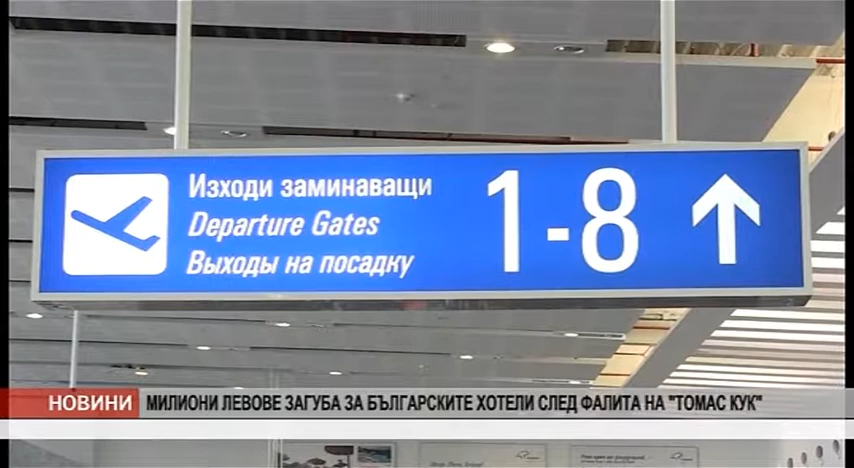 Изходи заминаващи
Departure Gates
Выходы на посадку
1-8
НОВИНИ
МИЛИОНИ ЛЕВОВЕ ЗАГУБА ЗА БЪЛГАРСКИТЕ ХОТЕЛИ СЛЕД ФАЛИТА НА "ТОМАС КУК"